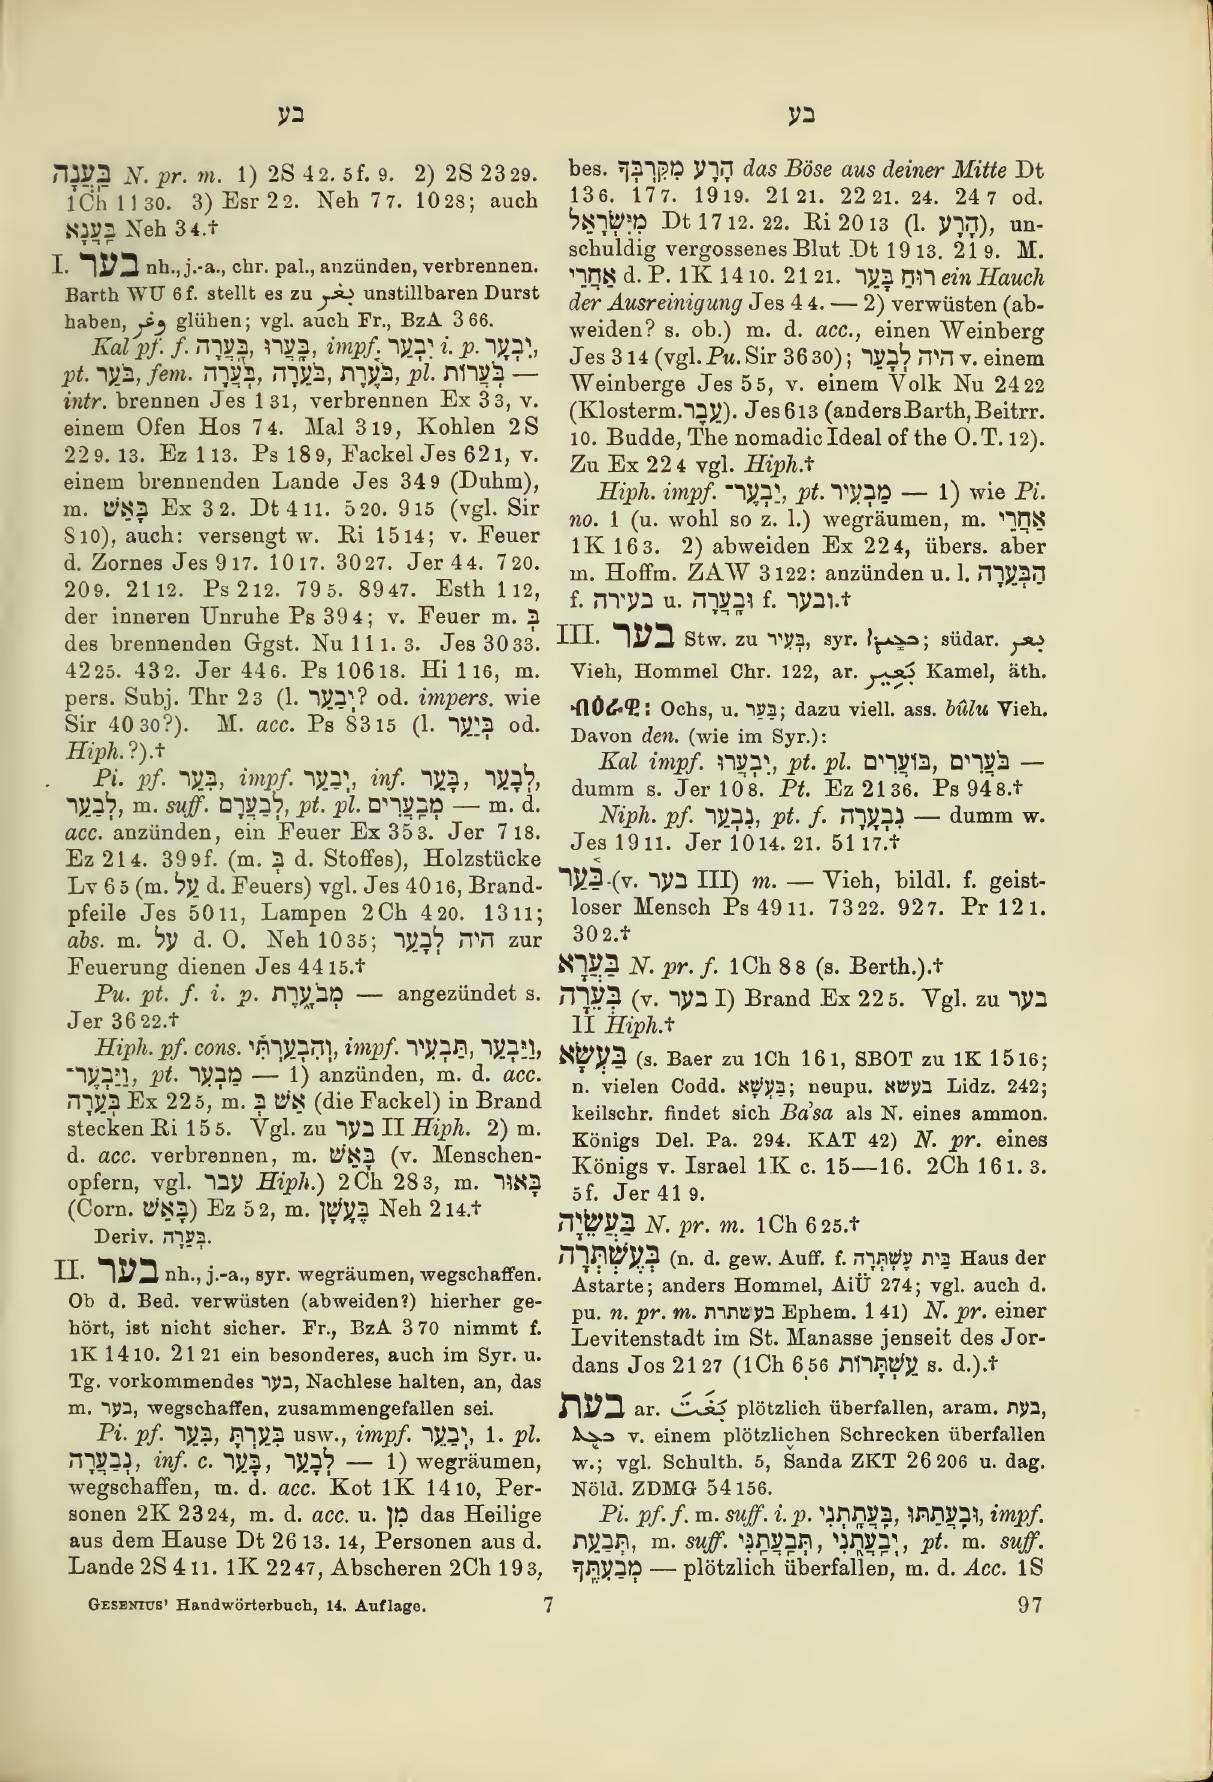 בע
בע
בַּעֲנָה N. pr. m. 1) 2S 4 2. 5 f. 9. 2) 2S 23 29.
1Ch 11 30. 3) Esr 2 2. Neh 7 7. 10 28; auch
בַּעֲנָא Neh 3 4.†
I. בער nh., j.-a., chr. pal., anzünden, verbrennen.
Barth WU 6 f. stellt es zu بغر unstillbaren Durst
haben, وغر glühen; vgl. auch Fr., BzA 3 66.
Kal pf. f. בָּעֲרָה, בָּעֲרוּ, impf. יִבְעַר i. p. יִבְעָר,
pt. בֹּעֵר, fem. בֹּעֵרָה, בֹּעֶרֶת, בֹּעֲרָה, pl. בֹּעֲרוֹת —
intr. brennen Jes 1 31, verbrennen Ex 3 3, v.
einem Ofen Hos 7 4. Mal 3 19, Kohlen 2S
22 9. 13. Ez 1 13. Ps 18 9, Fackel Jes 62 1, v.
einem brennenden Lande Jes 34 9 (Duhm),
m. בָּאֵשׁ Ex 3 2. Dt 4 11. 5 20. 9 15 (vgl. Sir
8 10), auch: versengt w. Ri 15 14; v. Feuer
d. Zornes Jes 9 17. 10 17. 30 27. Jer 4 4. 7 20.
20 9. 21 12. Ps 2 12. 79 5. 89 47. Esth 1 12,
der inneren Unruhe Ps 39 4; v. Feuer m. בְּ
des brennenden Ggst. Nu 11 1. 3. Jes 30 33.
42 25. 43 2. Jer 44 6. Ps 106 18. Hi 1 16, m.
pers. Subj. Thr 2 3 (l. יְבַעֵר? od. impers. wie
Sir 40 30?). M. acc. Ps 83 15 (l. בְּיַעַר od.
Hiph.?).†
Pi. pf. בִּעֵר, impf. יְבַעֵר, inf. בַּעֵר, לְבַעֵר,
לְבָעֵר, m. suff. לְבַעֲרָם, pt. pl. מְבַעֲרִים — m. d.
acc. anzünden, ein Feuer Ex 35 3. Jer 7 18.
Ez 21 4. 39 9 f. (m. בְּ d. Stoffes), Holzstücke
Lv 6 5 (m. עַל d. Feuers) vgl. Jes 40 16, Brand-
pfeile Jes 50 11, Lampen 2Ch 4 20. 13 11;
abs. m. עַל d. O. Neh 10 35; היה לְבָעֵר zur
Feuerung dienen Jes 44 15.†
Pu. pt. f. i. p. מְבֹעָרֶת — angezündet s.
Jer 36 22.†
Hiph. pf. cons. וְהִבְעַרְתִּי, impf. תַּבְעִיר, וַיַּבְעֵר,
וַיַּבְעֶר־, pt. מַבְעִר — 1) anzünden, m. d. acc.
בְּעֵרָה Ex 22 5, m. אֵשׁ בְּ (die Fackel) in Brand
stecken Ri 15 5. Vgl. zu בער II Hiph. 2) m.
d. acc. verbrennen, m. בָּאֵשׁ (v. Menschen-
opfern, vgl. עבר Hiph.) 2Ch 28 3, m. בָּאוּר
(Corn. בָּאֵשׁ) Ez 5 2, m. בֶּעָשָׁן Neh 2 14.†
Deriv. בְּעֵרָה.
II. בער nh., j.-a., syr. wegräumen, wegschaffen.
Ob d. Bed. verwüsten (abweiden?) hierher ge-
hört, ist nicht sicher. Fr., BzA 3 70 nimmt f.
1K 14 10. 21 21 ein besonderes, auch im Syr. u.
Tg. vorkommendes בער, Nachlese halten, an, das
m. בער, wegschaffen, zusammengefallen sei.
Pi. pf. בִּעֵר, בִּעַרְתָּ usw., impf. יְבַעֵר, 1. pl.
נְבַעֲרָה, inf. c. בַּעֵר, לְבָעֵר — 1) wegräumen,
wegschaffen, m. d. acc. Kot 1K 14 10, Per-
sonen 2K 23 24, m. d. acc. u. מִן das Heilige
aus dem Hause Dt 26 13. 14, Personen aus d.
Lande 2S 4 11. 1K 22 47, Abscheren 2Ch 19 3,
bes. הָרָע מִקִּרְבְּךָ das Böse aus deiner Mitte Dt
13 6. 17 7. 19 19. 21 21. 22 21. 24. 24 7 od.
מִיִּשְׂרָאֵל Dt 17 12. 22. Ri 20 13 (l. הָרָע), un-
schuldig vergossenes Blut Dt 19 13. 21 9. M.
אַחֲרֵי d. P. 1K 14 10. 21 21. רוּחַ בָּעֵר ein Hauch
der Ausreinigung Jes 4 4. — 2) verwüsten (ab-
weiden? s. ob.) m. d. acc., einen Weinberg
Jes 3 14 (vgl. Pu. Sir 36 30); היה לְבָעֵר v. einem
Weinberge Jes 5 5, v. einem Volk Nu 24 22
(Klosterm. עֵבֶר). Jes 6 13 (anders Barth, Beitrr.
10. Budde, The nomadic Ideal of the O.T. 12).
Zu Ex 22 4 vgl. Hiph.†
Hiph. impf. יַבְעֶר־, pt. מַבְעִיר — 1) wie Pi.
no. 1 (u. wohl so z. l.) wegräumen, m. אַחֲרֵי
1K 16 3. 2) abweiden Ex 22 4, übers. aber
m. Hoffm. ZAW 3 122: anzünden u. l. הַבְּעֵרָה
f. בעירה u. וּבָעֲרָה f. ובער.†
III. בער Stw. zu בְּעִיר, syr. ܒܥܝܪܐ; südar. بعر
Vieh, Hommel Chr. 122, ar. بَعِير Kamel, äth.
ብዕራዊ: Ochs, u. בַּעַר; dazu viell. ass. bûlu Vieh.
Davon den. (wie im Syr.):
Kal impf. יִבְעֲרוּ, pt. pl. בֹּעֲרִים, בּוֹעֲרִים —
dumm s. Jer 10 8. Pt. Ez 21 36. Ps 94 8.†
Niph. pf. נִבְעַר, pt. f. נִבְעָרָה — dumm w.
Jes 19 11. Jer 10 14. 21. 51 17.†
בַּעַר (v. בער III) m. — Vieh, bildl. f. geist-
loser Mensch Ps 49 11. 73 22. 92 7. Pr 12 1.
30 2.†
בַּעֲרָא N. pr. f. 1Ch 8 8 (s. Berth.).†
בְּעֵרָה (v. בער I) Brand Ex 22 5. Vgl. zu בער
II Hiph.†
בַּעְשָׁא (s. Baer zu 1Ch 16 1, SBOT zu 1K 15 16;
n. vielen Codd. בַּעְשָׂא; neupu. בעשא Lidz. 242;
keilschr. findet sich Ba'sa als N. eines ammon.
Königs Del. Pa. 294. KAT 42) N. pr. eines
Königs v. Israel 1K c. 15—16. 2Ch 16 1. 3.
5 f. Jer 41 9.
בַּעֲשֵׂיָה N. pr. m. 1Ch 6 25.†
בְּעֶשְׁתְּרָה (n. d. gew. Auff. f. בֵּית עֶשְׁתְּרָה Haus der
Astarte; anders Hommel, AiÜ 274; vgl. auch d.
pu. n. pr. m. בעשתרת Ephem. 1 41) N. pr. einer
Levitenstadt im St. Manasse jenseit des Jor-
dans Jos 21 27 (1Ch 6 56 עַשְׁתָּרוֹת s. d.).†
בעת ar. بَغَتَ plötzlich überfallen, aram. בעת,
ܒܥܬ v. einem plötzlichen Schrecken überfallen
w.; vgl. Schulth. 5, Šanda ZKT 26 206 u. dag.
Nöld. ZDMG 54 156.
Pi. pf. f. m. suff. i. p. בִּעֲתָתְנִי, וּבִעֲתַתּוּ, impf.
תְּבַעֵת, m. suff. תְּבַעֲתַנִּי, יְבַעֲתֻנִי, pt. m. suff.
מְבַעִתֶּךָ — plötzlich überfallen, m. d. Acc. 1S
GESENIUS' Handwörterbuch, 14. Auflage.
7
97